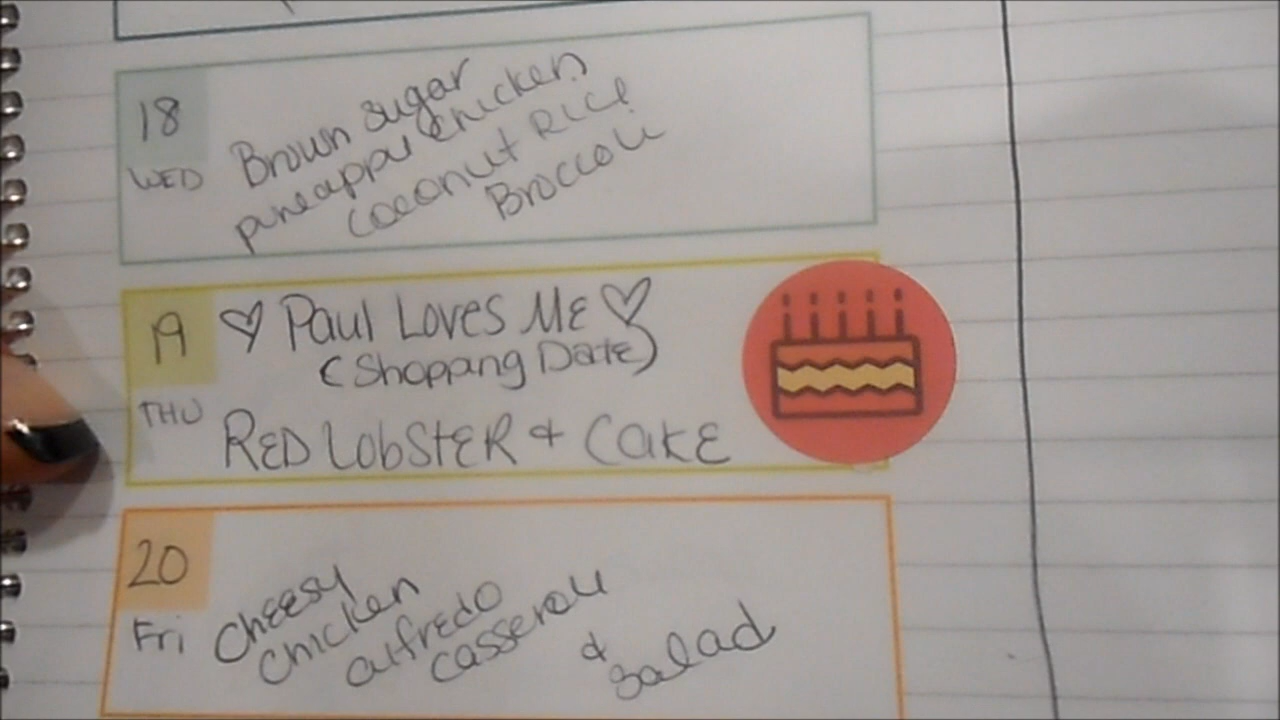 18
WED
Brown sugar
pineapple chicken
coconut Rice
Broccoli
19
THU
♡ Paul Loves Me ♡
(Shopping Date)
RED LobSTER + Cake
20
Fri
Cheesy
chicken
alfredo
casserole
&
salad